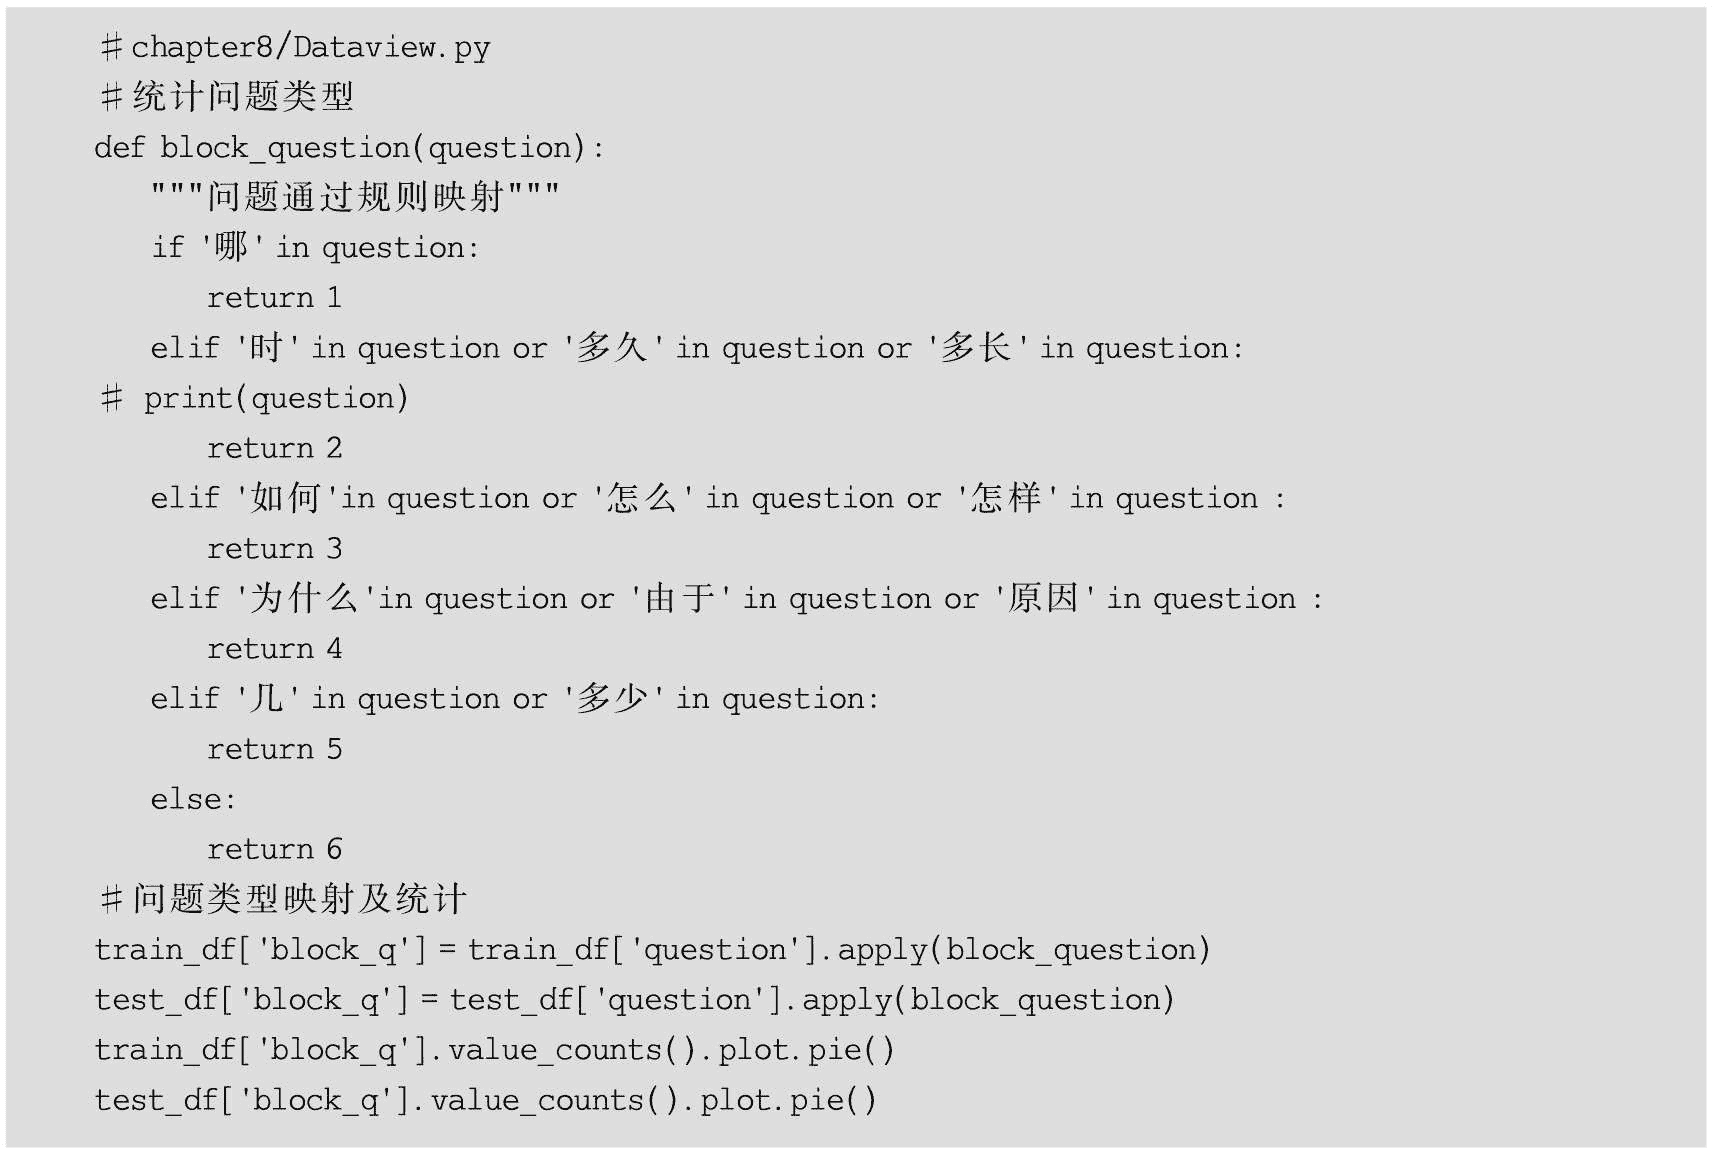 #chapter8/Dataview.py
#统计问题类型
def block_question(question):
    """问题通过规则映射"""
    if '哪' in question:
        return 1
    elif '时' in question or '多久' in question or '多长' in question:
# print(question)
        return 2
    elif '如何'in question or '怎么' in question or '怎样' in question :
        return 3
    elif '为什么'in question or '由于' in question or '原因' in question :
        return 4
    elif '几' in question or '多少' in question:
        return 5
    else:
        return 6
#问题类型映射及统计
train_df['block_q'] = train_df['question'].apply(block_question)
test_df['block_q'] = test_df['question'].apply(block_question)
train_df['block_q'].value_counts().plot.pie()
test_df['block_q'].value_counts().plot.pie()